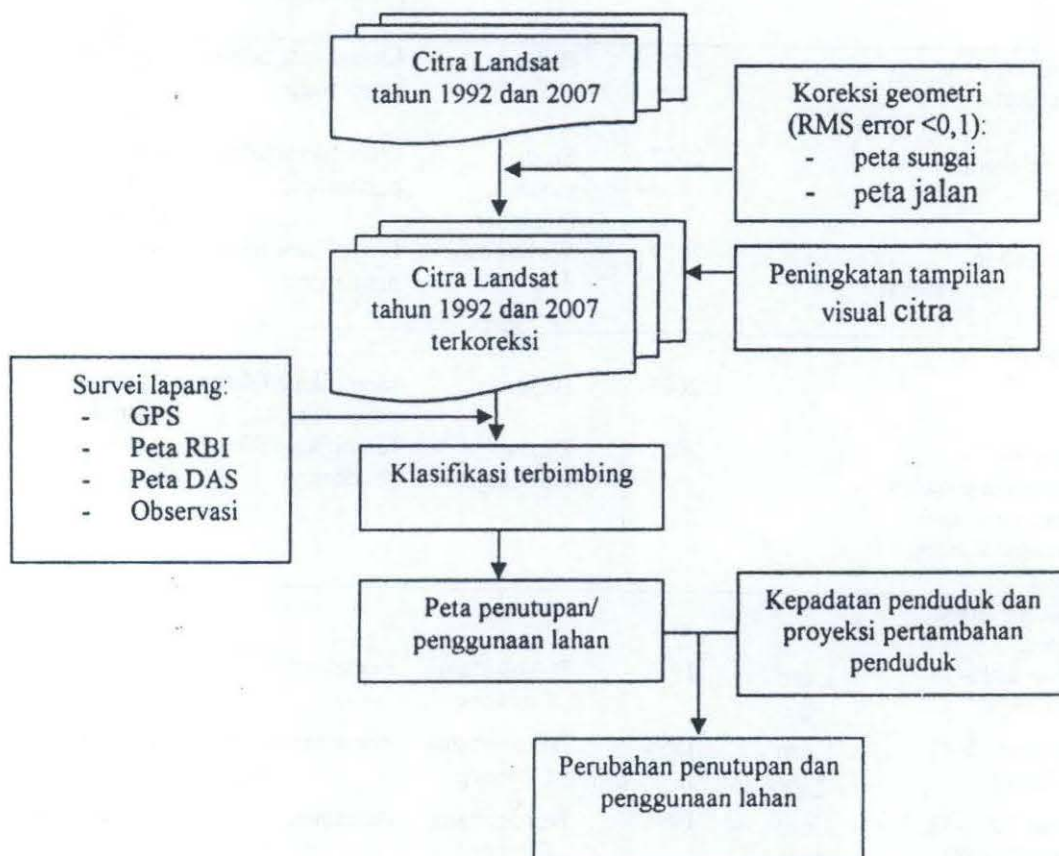 Citra Landsat
tahun 1992 dan 2007
Koreksi geometri
(RMS error <0,1):
- peta sungai
- peta jalan
Citra Landsat
tahun 1992 dan 2007
terkoreksi
Peningkatan tampilan
visual citra
Survei lapang:
- GPS
- Peta RBI
- Peta DAS
- Observasi
Klasifikasi terbimbing
Peta penutupan/
penggunaan lahan
Kepadatan penduduk dan
proyeksi pertambahan
penduduk
Perubahan penutupan dan
penggunaan lahan